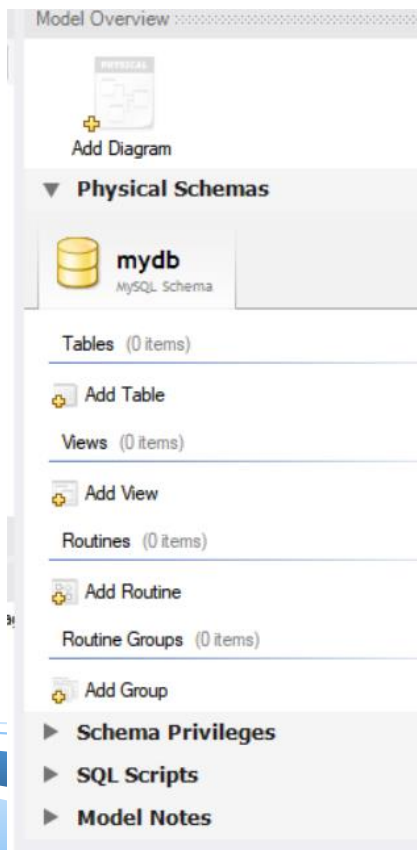 Model Overview
PHYSICAL
Add Diagram
Physical Schemas
mydb
MySQL Schema
Tables (0 items)
Add Table
Views (0 items)
Add View
Routines (0 items)
Add Routine
Routine Groups (0 items)
Add Group
Schema Privileges
SQL Scripts
Model Notes